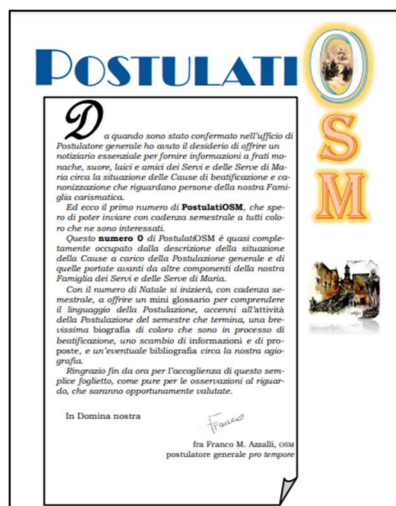 POSTULATIOSM
Da quando sono stato confermato nell'ufficio di
Postulatore generale ho avuto il desiderio di offrire un
notiziario essenziale per fornire informazioni a frati mo-
nache, suore, laici e amici dei Servi e delle Serve di Ma-
ria circa la situazione delle Cause di beatificazione e ca-
nonizzazione che riguardano persone della nostra Fami-
glia carismatica.
Ed ecco il primo numero di PostulatiOSM, che spe-
ro di poter inviare con cadenza semestrale a tutti colo-
ro che ne sono interessati.
Questo numero 0 di PostulatiOSM è quasi comple-
tamente occupato dalla descrizione della situazione
della Cause a carico della Postulazione generale e di
quelle portate avanti da altre componenti della nostra
Famiglia dei Servi e delle Serve di Maria.
Con il numero di Natale si inizierà, con cadenza se-
mestrale, a offrire un mini glossario per comprendere
il linguaggio della Postulazione, accenni all'attività
della Postulazione del semestre che termina, una bre-
vissima biografia di coloro che sono in processo di
beatificazione, uno scambio di informazioni e di pro-
poste, e un'eventuale bibliografia circa la nostra agio-
grafia.
Ringrazio fin da ora per l'accoglienza di questo sem-
plice foglietto, come pure per le osservazioni al riguar-
do, che saranno opportunamente valutate.
In Domina nostra
Franco
fra Franco M. Azzalli, OSM
postulatore generale pro tempore